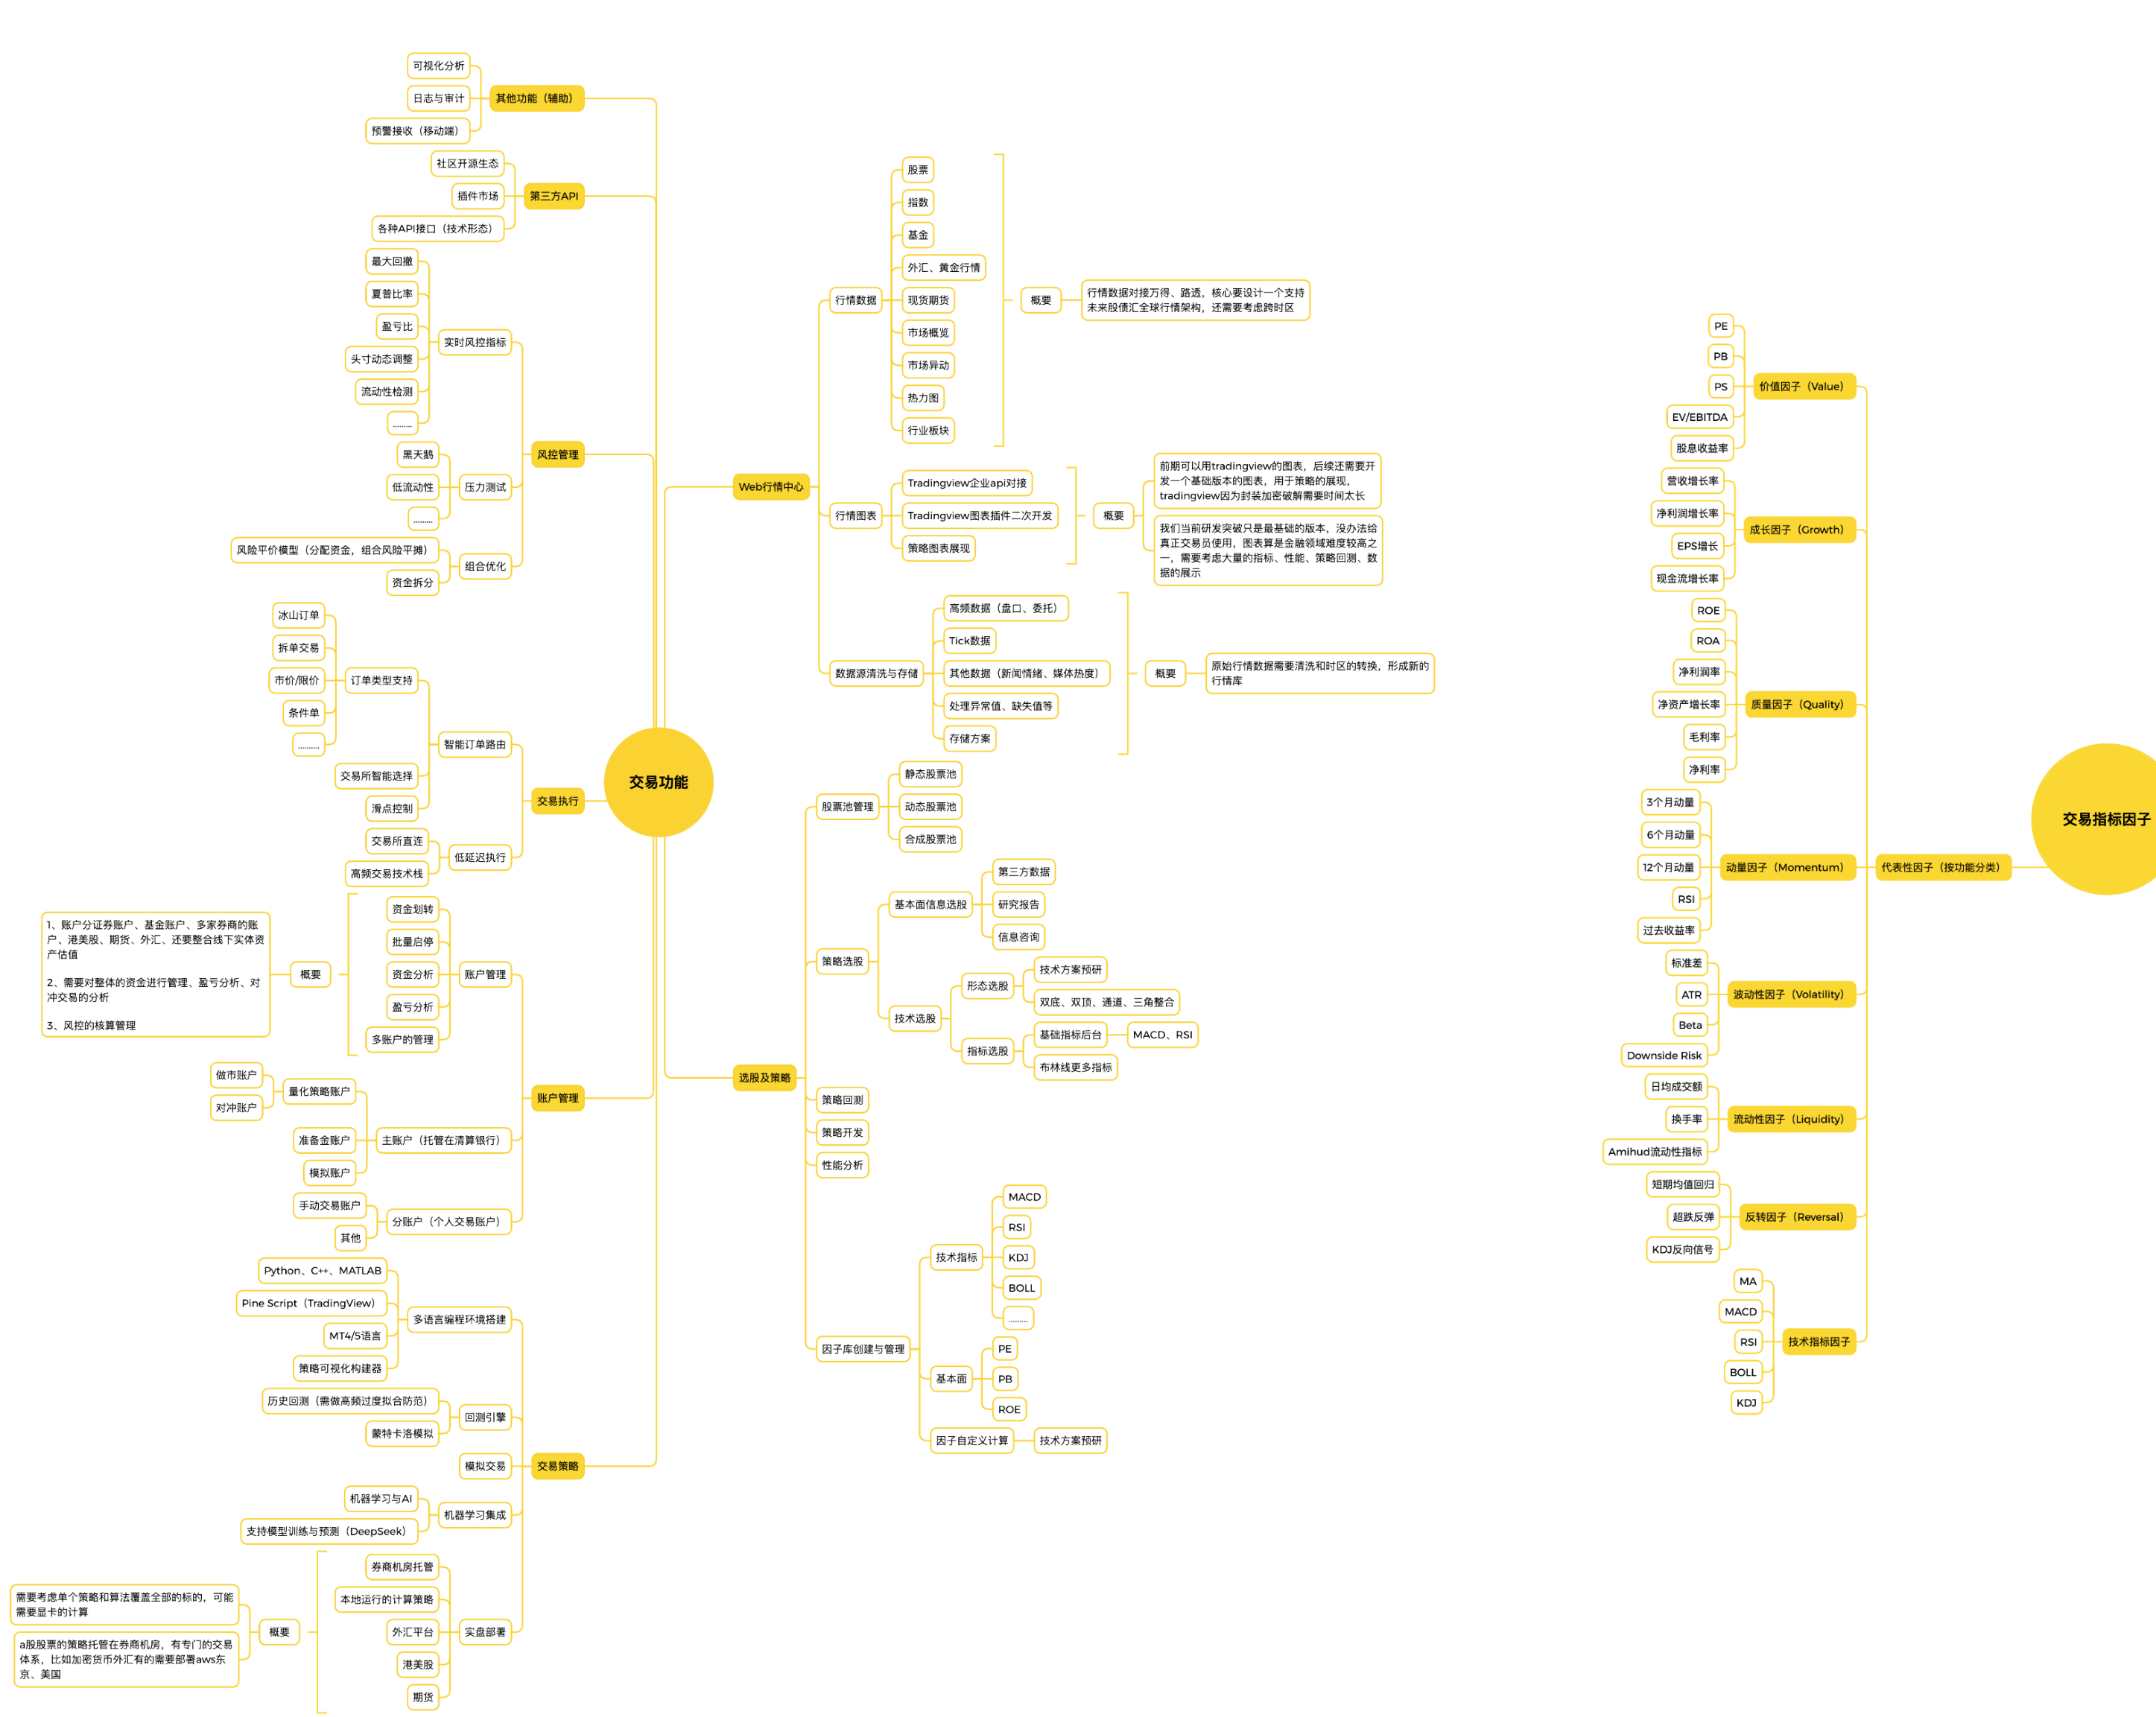 可视化分析
日志与审计
预警接收（移动端）
其他功能（辅助）
社区开源生态
插件市场
各种API接口（技术形态）
第三方API
最大回撤
夏普比率
盈亏比
头寸动态调整
流动性检测
.........
实时风控指标
黑天鹅
低流动性
.........
压力测试
风险平价模型（分配资金，组合风险平摊）
资金拆分
组合优化
风控管理
冰山订单
拆单交易
市价/限价
条件单
..........
订单类型支持
交易所智能选择
滑点控制
智能订单路由
交易所直连
高频交易技术栈
低延迟执行
交易执行
资金划转
批量启停
资金分析
盈亏分析
多账户的管理
账户管理
概要
1、账户分证券账户、基金账户、多家券商的账
户、港美股、期货、外汇、还要整合线下实体资
产估值
2、需要对整体的资金进行管理、盈亏分析、对
冲交易的分析
3、风控的核算管理
做市账户
对冲账户
量化策略账户
准备金账户
模拟账户
主账户（托管在清算银行）
手动交易账户
其他
分账户（个人交易账户）
账户管理
Python、C++、MATLAB
Pine Script（TradingView）
MT4/5语言
策略可视化构建器
多语言编程环境搭建
历史回测（需做高频过度拟合防范）
蒙特卡洛模拟
回测引擎
模拟交易
机器学习与AI
支持模型训练与预测（DeepSeek）
机器学习集成
券商机房托管
本地运行的计算策略
外汇平台
港美股
期货
实盘部署
概要
需要考虑单个策略和算法覆盖全部的标的，可能
需要显卡的计算
a股股票的策略托管在券商机房，有专门的交易
体系，比如加密货币外汇有的需要部署aws东
京、美国
交易策略
交易功能
Web行情中心
行情数据
股票
指数
基金
外汇、黄金行情
现货期货
市场概览
市场异动
热力图
行业板块
概要
行情数据对接万得、路透，核心要设计一个支持
未来股债汇全球行情架构，还需要考虑跨时区
行情图表
Tradingview企业api对接
Tradingview图表插件二次开发
策略图表展现
概要
前期可以用tradingview的图表，后续还需要开
发一个基础版本的图表，用于策略的展现，
tradingview因为封装加密破解需要时间太长
我们当前研发突破只是最基础的版本，没办法给
真正交易员使用，图表算是金融领域难度较高之
一，需要考虑大量的指标、性能、策略回测、数
据的展示
数据源清洗与存储
高频数据（盘口、委托）
Tick数据
其他数据（新闻情绪、媒体热度）
处理异常值、缺失值等
存储方案
概要
原始行情数据需要清洗和时区的转换，形成新的
行情库
选股及策略
股票池管理
静态股票池
动态股票池
合成股票池
策略选股
基本面信息选股
第三方数据
研究报告
信息咨询
技术选股
形态选股
技术方案预研
双底、双顶、通道、三角整合
指标选股
基础指标后台
MACD、RSI
布林线更多指标
策略回测
策略开发
性能分析
因子库创建与管理
技术指标
MACD
RSI
KDJ
BOLL
.........
基本面
PE
PB
ROE
因子自定义计算
技术方案预研
PE
PB
PS
EV/EBITDA
股息收益率
价值因子（Value）
营收增长率
净利润增长率
EPS增长
现金流增长率
成长因子（Growth）
ROE
ROA
净利润率
净资产增长率
毛利率
净利率
质量因子（Quality）
3个月动量
6个月动量
12个月动量
RSI
过去收益率
动量因子（Momentum）
标准差
ATR
Beta
Downside Risk
波动性因子（Volatility）
日均成交额
换手率
Amihud流动性指标
流动性因子（Liquidity）
短期均值回归
超跌反弹
KDJ反向信号
反转因子（Reversal）
MA
MACD
RSI
BOLL
KDJ
技术指标因子
代表性因子（按功能分类）
交易指标因子